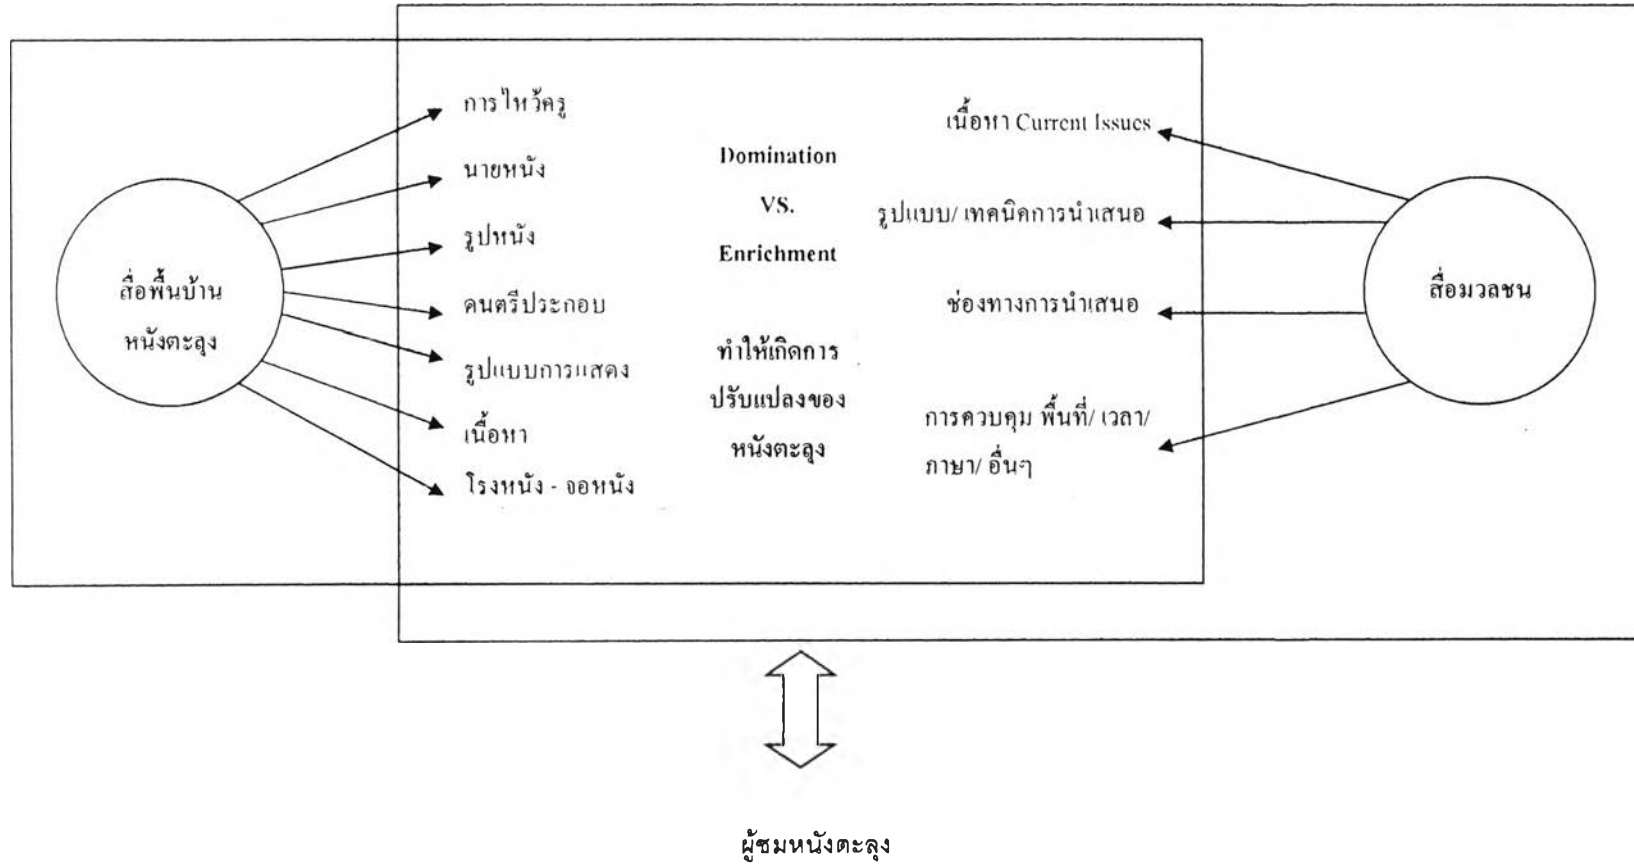 สื่อพื้นบ้าน
หนังตะลุง
การไหว้ครู
นายหนัง
รูปหนัง
ดนตรีประกอบ
รูปแบบการแสดง
เนื้อหา
โรงหนัง - จอหนัง
Domination
VS.
Enrichment
ทำให้เกิดการ
ปรับแปลงของ
หนังตะลุง
เนื้อหา Current Issues
รูปแบบ/ เทคนิคการนำเสนอ
ช่องทางการนำเสนอ
การควบคุม พื้นที่/ เวลา/
ภาษา/ อื่นๆ
สื่อมวลชน
ผู้ชมหนังตะลุง